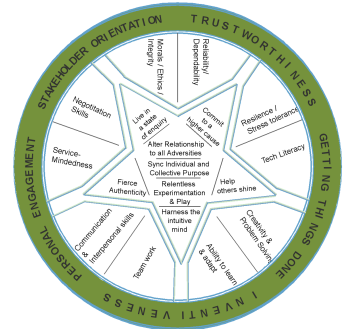 STAKEHOLDER ORIENTATION
TRUSTWORTHINESS
GETTING THINGS DONE
INVENTIVENESS
PERSONAL ENGAGEMENT
Morals / Ethics /
Integrity
Reliability/
Dependability
Negotitation
Skills
Live in
a state
of enquiry
Commit
to a
higher cause
Resilence /
Stress tolerance
Service-
Mindedness
Alter Relationship
to all Adversities
Tech Literacy
Sync Individual and
Collective Purpose
Fierce
Authenticity
Relentless
Experimentation
& Play
Help
others shine
Harness the
intuitive
mind
Communication
&
Interpersonal skills
Team work
Ability to learn
& adapt
Creativity &
Problem Solving